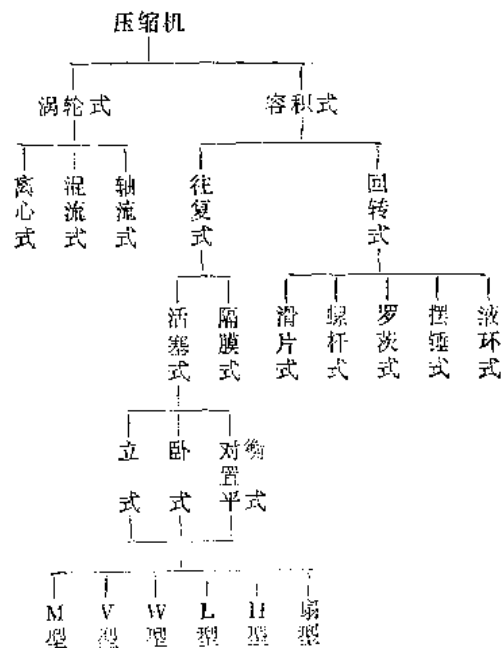 压缩机
涡轮式
容积式
离心式
混流式
轴流式
往复式
回转式
活塞式
隔膜式
滑片式
螺杆式
罗茨式
摆锤式
液环式
立式
卧式
对置平衡式
M型
V型
W型
L型
H型
扇型